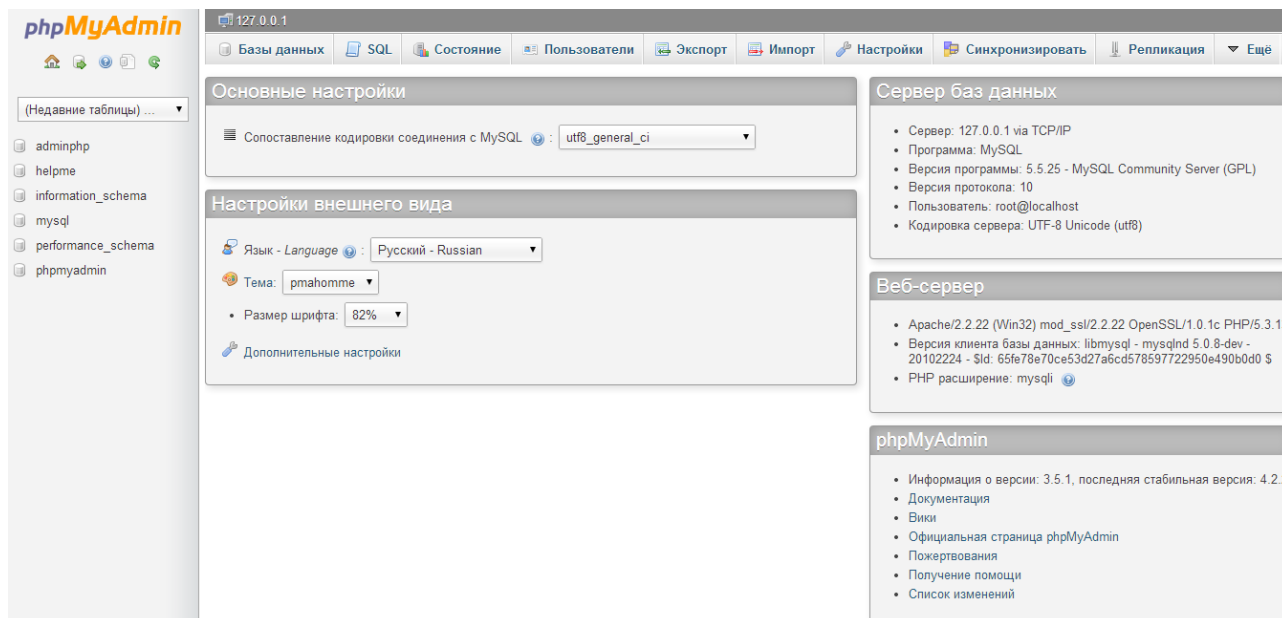 phpMyAdmin
(Недавние таблицы) ...
adminphp
helpme
information_schema
mysql
performance_schema
phpmyadmin
127.0.0.1
Базы данных SQL Состояние Пользователи Экспорт Импорт Настройки Синхронизировать Репликация Ещё
Основные настройки
Сопоставление кодировки соединения с MySQL : utf8_general_ci
Настройки внешнего вида
Язык - Language : Русский - Russian
Тема: pmahomme
Размер шрифта: 82%
Дополнительные настройки
Сервер баз данных
Сервер: 127.0.0.1 via TCP/IP
Программа: MySQL
Версия программы: 5.5.25 - MySQL Community Server (GPL)
Версия протокола: 10
Пользователь: root@localhost
Кодировка сервера: UTF-8 Unicode (utf8)
Веб-сервер
Apache/2.2.22 (Win32) mod_ssl/2.2.22 OpenSSL/1.0.1c PHP/5.3.1
Версия клиента базы данных: libmysql - mysqlnd 5.0.8-dev -
20102224 - $Id: 65fe78e70ce53d27a6cd578597722950e490b0d0 $
PHP расширение: mysqli
phpMyAdmin
Информация о версии: 3.5.1, последняя стабильная версия: 4.2.
Документация
Вики
Официальная страница phpMyAdmin
Пожертвования
Получение помощи
Список изменений